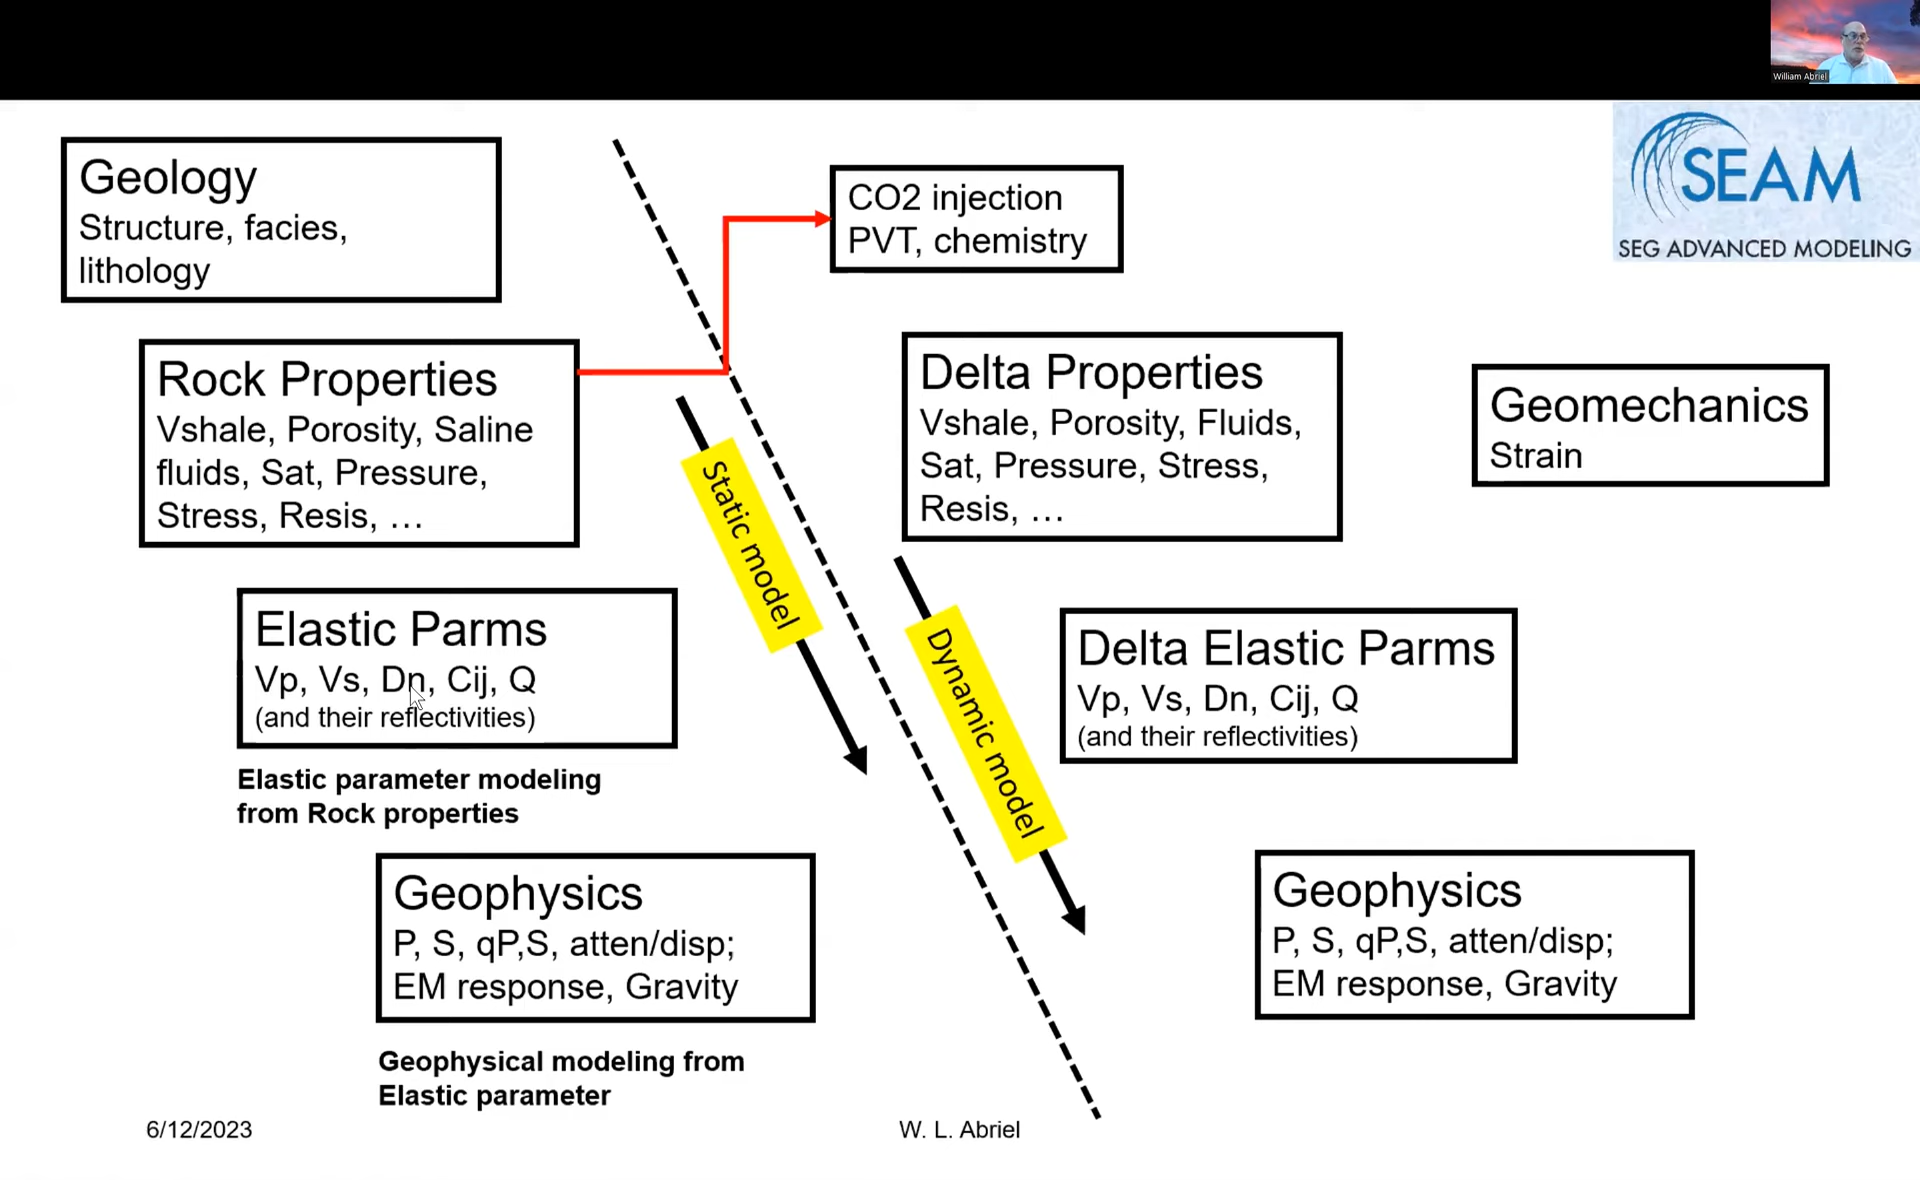 William Abriel
SEAM
SEG ADVANCED MODELING
Geology
Structure, facies,
lithology
CO2 injection
PVT, chemistry
Rock Properties
Vshale, Porosity, Saline
fluids, Sat, Pressure,
Stress, Resis, …
Delta Properties
Vshale, Porosity, Fluids,
Sat, Pressure, Stress,
Resis, …
Geomechanics
Strain
Static model
Elastic Parms
Vp, Vs, Dn, Cij, Q
(and their reflectivities)
Elastic parameter modeling
from Rock properties
Dynamic model
Delta Elastic Parms
Vp, Vs, Dn, Cij, Q
(and their reflectivities)
Geophysics
P, S, qP,S, atten/disp;
EM response, Gravity
Geophysical modeling from
Elastic parameter
Geophysics
P, S, qP,S, atten/disp;
EM response, Gravity
6/12/2023
W. L. Abriel